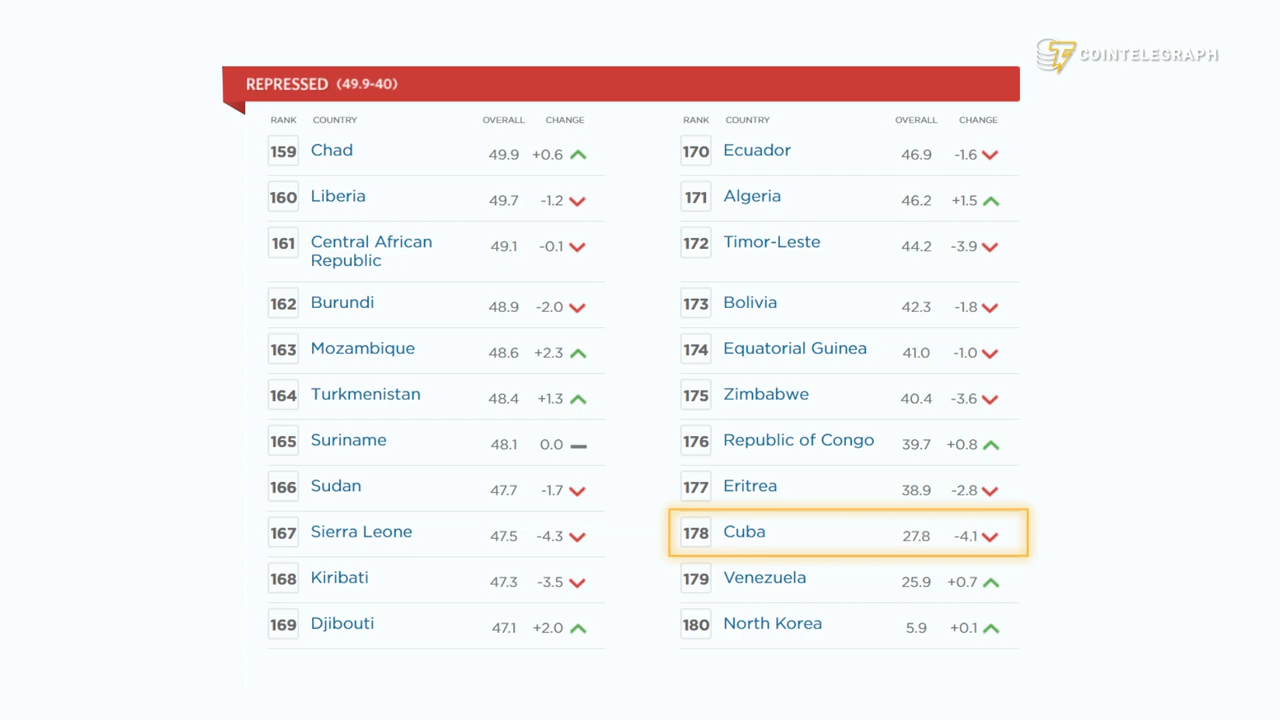 COINTELEGRAPH
REPRESSED (49.9-40)
RANK COUNTRY OVERALL CHANGE
159 Chad 49.9 +0.6
160 Liberia 49.7 -1.2
161 Central African
Republic 49.1 -0.1
162 Burundi 48.9 -2.0
163 Mozambique 48.6 +2.3
164 Turkmenistan 48.4 +1.3
165 Suriname 48.1 0.0
166 Sudan 47.7 -1.7
167 Sierra Leone 47.5 -4.3
168 Kiribati 47.3 -3.5
169 Djibouti 47.1 +2.0
RANK COUNTRY OVERALL CHANGE
170 Ecuador 46.9 -1.6
171 Algeria 46.2 +1.5
172 Timor-Leste 44.2 -3.9
173 Bolivia 42.3 -1.8
174 Equatorial Guinea 41.0 -1.0
175 Zimbabwe 40.4 -3.6
176 Republic of Congo 39.7 +0.8
177 Eritrea 38.9 -2.8
178 Cuba 27.8 -4.1
179 Venezuela 25.9 +0.7
180 North Korea 5.9 +0.1